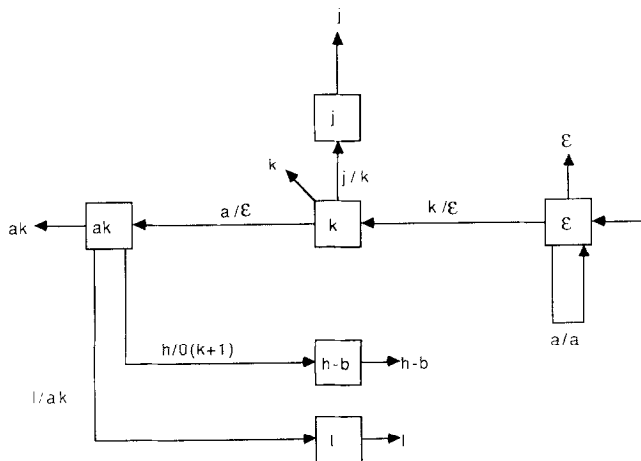 j
j
ε
k
j/k
a/ε
k/ε
ak
ak
k
ε
h/0(k+1)
a/a
h-b
h-b
l/ak
l
l